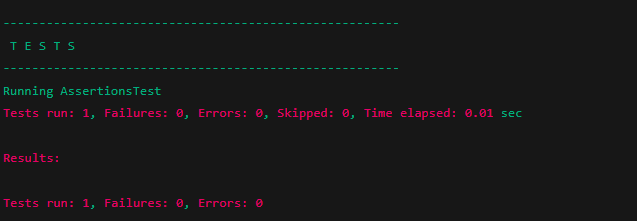 -------------------------------------------------------
 T E S T S
-------------------------------------------------------
Running AssertionsTest
Tests run: 1, Failures: 0, Errors: 0, Skipped: 0, Time elapsed: 0.01 sec
Results:
Tests run: 1, Failures: 0, Errors: 0